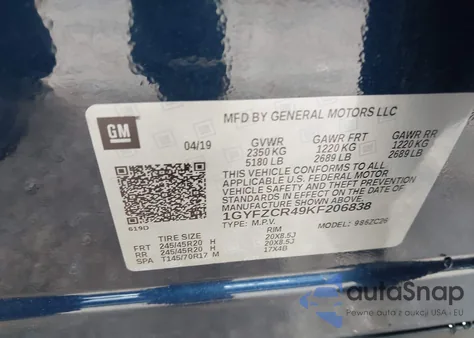 GM
MFD BY GENERAL MOTORS LLC
04/19
GVWR GAWR FRT GAWR RR
2350 KG 1220 KG 1220 KG
5180 LB 2689 LB 2689 LB
THIS VEHICLE CONFORMS TO ALL
APPLICABLE U.S. FEDERAL MOTOR
VEHICLE SAFETY AND THEFT PREVENTION
STANDARDS IN EFFECT ON THE DATE OF
MANUFACTURE SHOWN ABOVE.
1GYFZCR49KF206838
TYPE: M.P.V. MODEL: 986ZC26
619D
TIRE SIZE RIM
FRT 245/45R20 H 20X8.5J
RR 245/45R20 H 20X8.5J
SPA T145/70R17 M 17X4B
autoSnap
Pewne auta z aukcji USA i EU